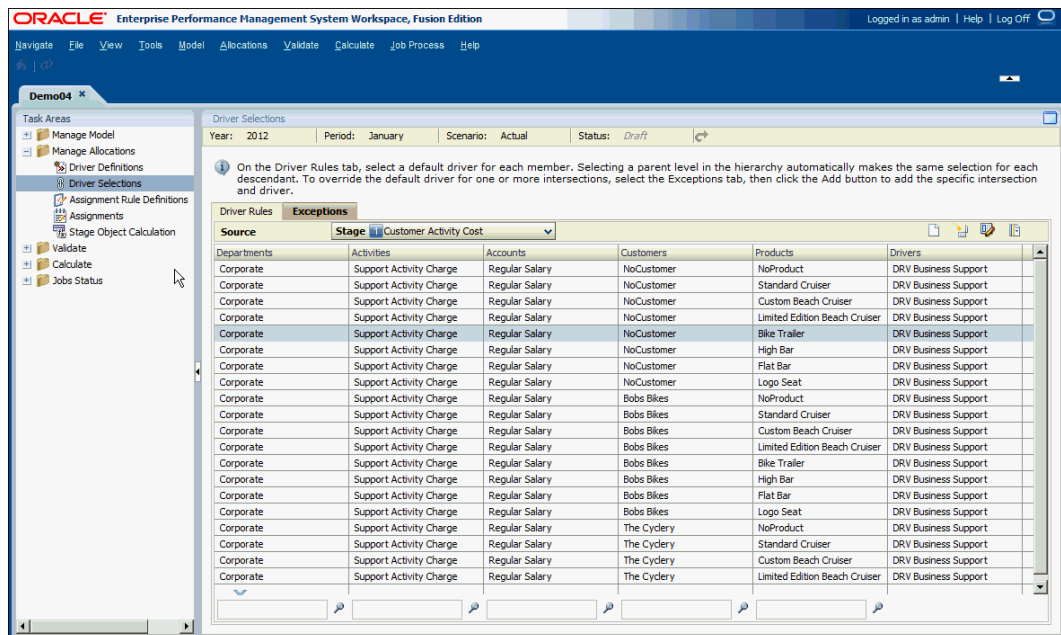 ORACLE Enterprise Performance Management System Workspace, Fusion Edition
Logged in as admin | Help | Log Off
Navigate File View Tools Model Allocations Validate Calculate Job Process Help
Demo04
Task Areas
Manage Model
Manage Allocations
Driver Definitions
Driver Selections
Assignment Rule Definitions
Assignments
Stage Object Calculation
Validate
Calculate
Jobs Status
Driver Selections
Year: 2012 Period: January Scenario: Actual Status: Draft
On the Driver Rules tab, select a default driver for each member. Selecting a parent level in the hierarchy automatically makes the same selection for each
descendant. To override the default driver for one or more intersections, select the Exceptions tab, then click the Add button to add the specific intersection
and driver.
Driver Rules Exceptions
Source Stage 1 Customer Activity Cost
Departments Activities Accounts Customers Products Drivers
Corporate Support Activity Charge Regular Salary NoCustomer NoProduct DRV Business Support
Corporate Support Activity Charge Regular Salary NoCustomer Standard Cruiser DRV Business Support
Corporate Support Activity Charge Regular Salary NoCustomer Custom Beach Cruiser DRV Business Support
Corporate Support Activity Charge Regular Salary NoCustomer Limited Edition Beach Cruiser DRV Business Support
Corporate Support Activity Charge Regular Salary NoCustomer Bike Trailer DRV Business Support
Corporate Support Activity Charge Regular Salary NoCustomer High Bar DRV Business Support
Corporate Support Activity Charge Regular Salary NoCustomer Flat Bar DRV Business Support
Corporate Support Activity Charge Regular Salary NoCustomer Logo Seat DRV Business Support
Corporate Support Activity Charge Regular Salary Bobs Bikes NoProduct DRV Business Support
Corporate Support Activity Charge Regular Salary Bobs Bikes Standard Cruiser DRV Business Support
Corporate Support Activity Charge Regular Salary Bobs Bikes Custom Beach Cruiser DRV Business Support
Corporate Support Activity Charge Regular Salary Bobs Bikes Limited Edition Beach Cruiser DRV Business Support
Corporate Support Activity Charge Regular Salary Bobs Bikes Bike Trailer DRV Business Support
Corporate Support Activity Charge Regular Salary Bobs Bikes High Bar DRV Business Support
Corporate Support Activity Charge Regular Salary Bobs Bikes Flat Bar DRV Business Support
Corporate Support Activity Charge Regular Salary Bobs Bikes Logo Seat DRV Business Support
Corporate Support Activity Charge Regular Salary The Cyclery NoProduct DRV Business Support
Corporate Support Activity Charge Regular Salary The Cyclery Standard Cruiser DRV Business Support
Corporate Support Activity Charge Regular Salary The Cyclery Custom Beach Cruiser DRV Business Support
Corporate Support Activity Charge Regular Salary The Cyclery Limited Edition Beach Cruiser DRV Business Support